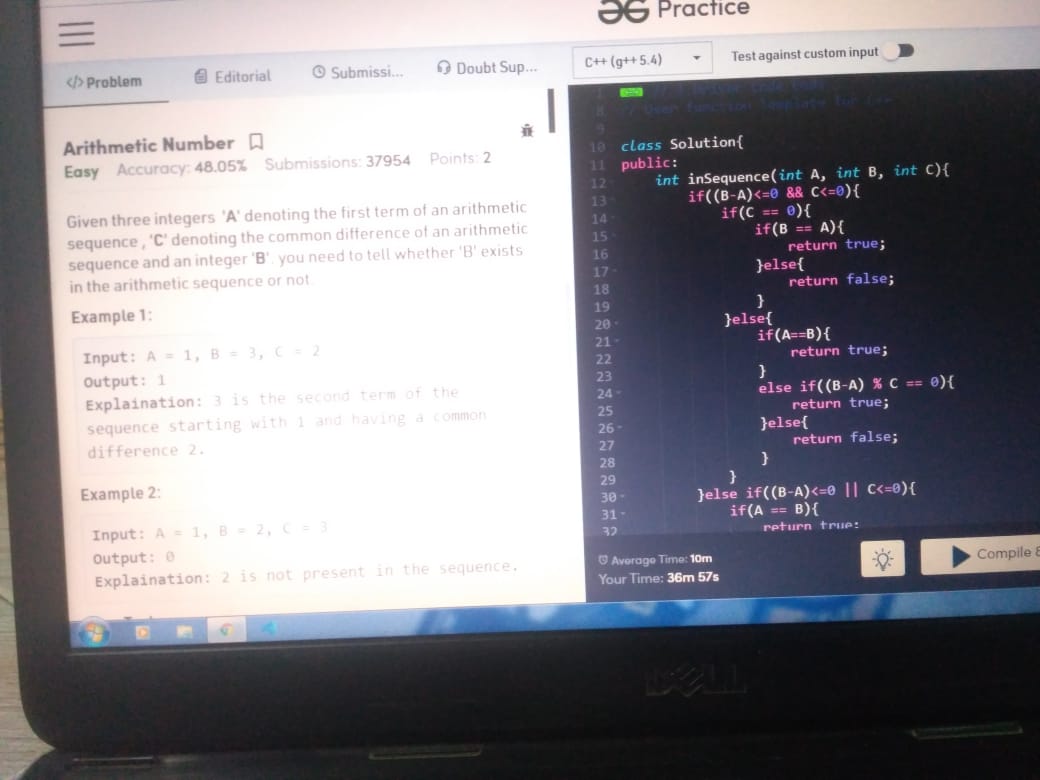 Practice
</> Problem
Editorial
Submissi...
Doubt Sup...
C++ (g++ 5.4)
Test against custom input
Arithmetic Number
Easy Accuracy: 48.05% Submissions: 37954 Points: 2
Given three integers 'A' denoting the first term of an arithmetic
sequence , 'C' denoting the common difference of an arithmetic
sequence and an integer 'B'. you need to tell whether 'B' exists
in the arithmetic sequence or not.
Example 1:
Input: A = 1, B = 3, C = 2
Output: 1
Explaination: 3 is the second term of the
sequence starting with 1 and having a common
difference 2.
Example 2:
Input: A = 1, B = 2, C = 3
Output: 0
Explaination: 2 is not present in the sequence.
8 // User function Template for C++
9
10 class Solution{
11 public:
12 int inSequence(int A, int B, int C){
13 if((B-A)<=0 && C<=0){
14 if(C == 0){
15 if(B == A){
16 return true;
17 }else{
18 return false;
19 }
20 }else{
21 if(A==B){
22 return true;
23 }
24 else if((B-A) % C == 0){
25 return true;
26 }else{
27 return false;
28 }
29 }
30 }else if((B-A)<=0 || C<=0){
31 if(A == B){
32 return true;
Average Time: 10m
Your Time: 36m 57s
Compile &
DELL